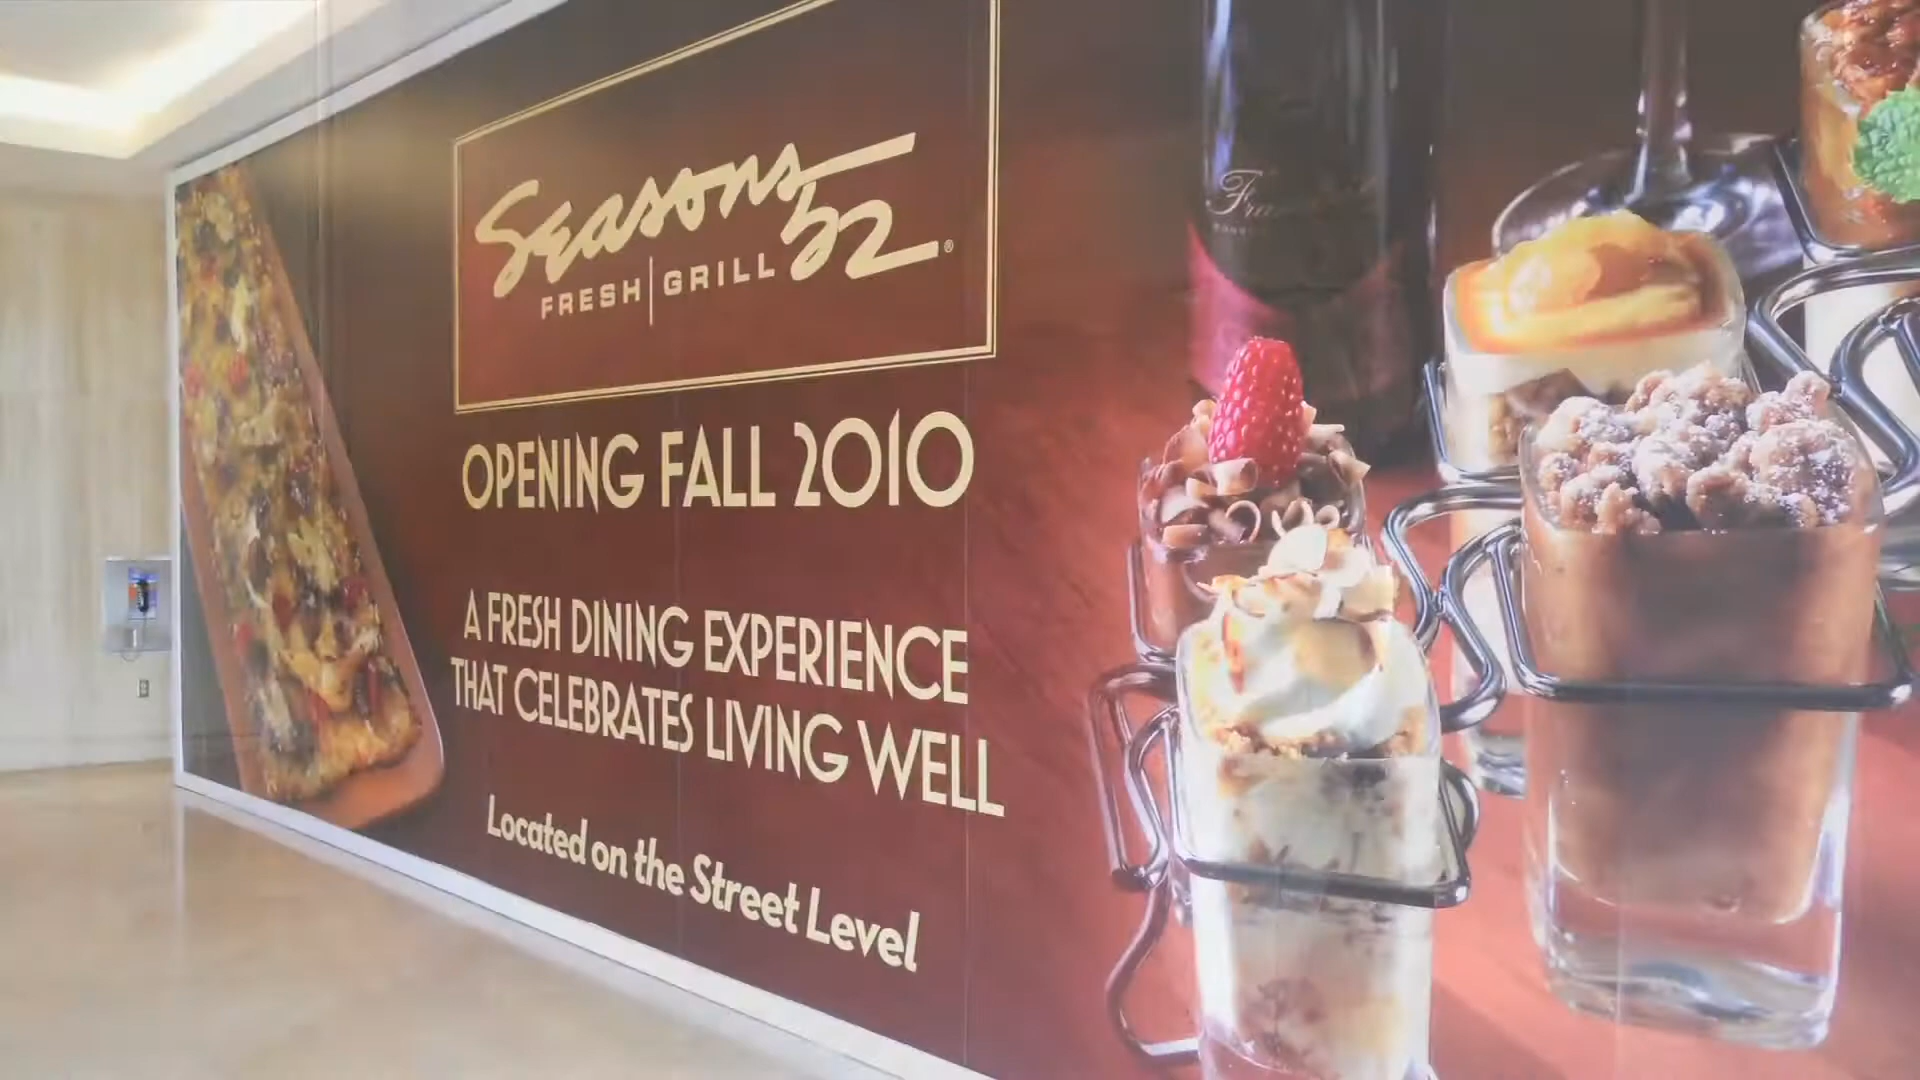 Seasons 52®
FRESH | GRILL
OPENING FALL 2010
A FRESH DINING EXPERIENCE
THAT CELEBRATES LIVING WELL
Located on the Street Level